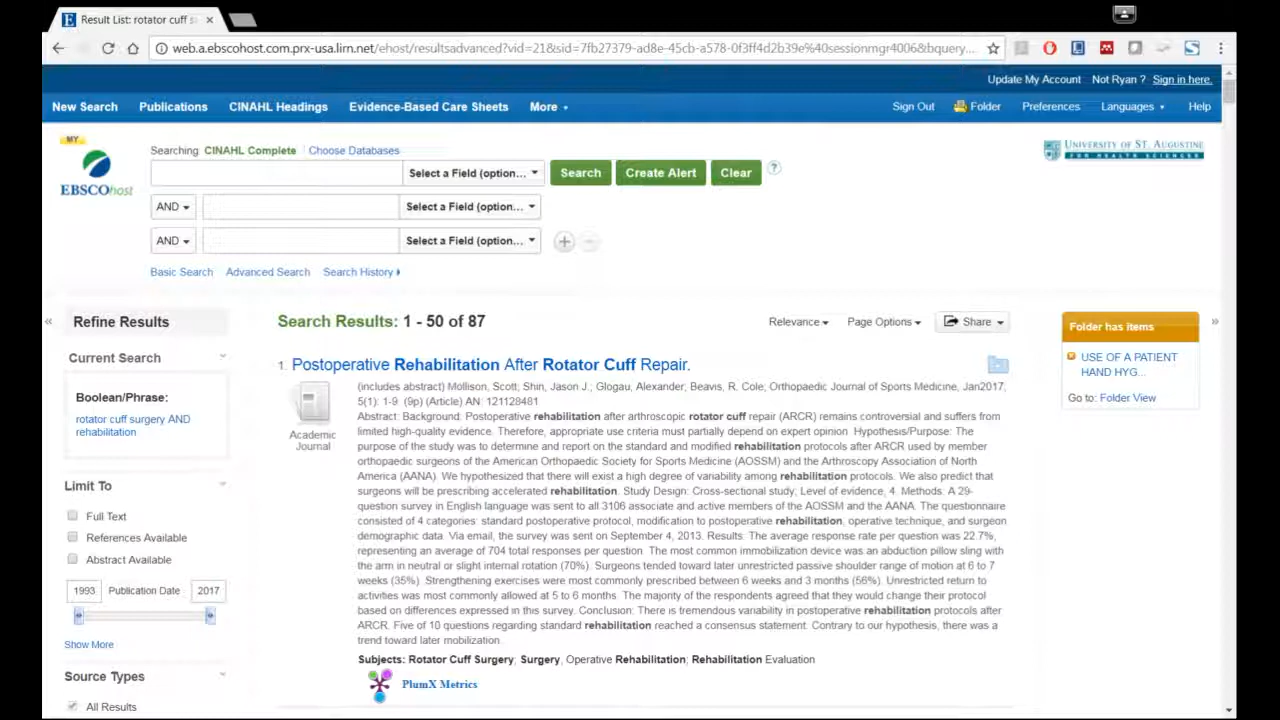 Result List: rotator cuff s
web.a.ebscohost.com.prx-usa.lirn.net/ehost/resultsadvanced?vid=21&sid=7fb27379-ad8e-45cb-a578-0f3ff4d2b39e%40sessionmgr4006&bquery...
Update My Account Not Ryan ? Sign in here.
New Search Publications CINAHL Headings Evidence-Based Care Sheets More Sign Out Folder Preferences Languages Help
MY
EBSCOhost
Searching CINAHL Complete Choose Databases
UNIVERSITY OF ST. AUGUSTINE
FOR HEALTH SCIENCES
Select a Field (option... Search Create Alert Clear ?
AND Select a Field (option...
AND Select a Field (option...
Basic Search Advanced Search Search History
« Refine Results
Current Search
Boolean/Phrase:
rotator cuff surgery AND
rehabilitation
Limit To
Full Text
References Available
Abstract Available
1993 Publication Date 2017
Show More
Source Types
All Results
Search Results: 1 - 50 of 87 Relevance Page Options Share
1. Postoperative Rehabilitation After Rotator Cuff Repair.
Academic
Journal
(includes abstract) Mollison, Scott; Shin, Jason J.; Glogau, Alexander; Beavis, R. Cole; Orthopaedic Journal of Sports Medicine, Jan2017,
5(1): 1-9. (9p) (Article) AN: 121128481
Abstract: Background: Postoperative rehabilitation after arthroscopic rotator cuff repair (ARCR) remains controversial and suffers from
limited high-quality evidence. Therefore, appropriate use criteria must partially depend on expert opinion. Hypothesis/Purpose: The
purpose of the study was to determine and report on the standard and modified rehabilitation protocols after ARCR used by member
orthopaedic surgeons of the American Orthopaedic Society for Sports Medicine (AOSSM) and the Arthroscopy Association of North
America (AANA). We hypothesized that there will exist a high degree of variability among rehabilitation protocols. We also predict that
surgeons will be prescribing accelerated rehabilitation. Study Design: Cross-sectional study; Level of evidence, 4. Methods: A 29-
question survey in English language was sent to all 3106 associate and active members of the AOSSM and the AANA. The questionnaire
consisted of 4 categories: standard postoperative protocol, modification to postoperative rehabilitation, operative technique, and surgeon
demographic data. Via email, the survey was sent on September 4, 2013. Results: The average response rate per question was 22.7%,
representing an average of 704 total responses per question. The most common immobilization device was an abduction pillow sling with
the arm in neutral or slight internal rotation (70%). Surgeons tended toward later unrestricted passive shoulder range of motion at 6 to 7
weeks (35%). Strengthening exercises were most commonly prescribed between 6 weeks and 3 months (56%). Unrestricted return to
activities was most commonly allowed at 5 to 6 months. The majority of the respondents agreed that they would change their protocol
based on differences expressed in this survey. Conclusion: There is tremendous variability in postoperative rehabilitation protocols after
ARCR. Five of 10 questions regarding standard rehabilitation reached a consensus statement. Contrary to our hypothesis, there was a
trend toward later mobilization.
Subjects: Rotator Cuff Surgery; Surgery, Operative Rehabilitation; Rehabilitation Evaluation
PlumX Metrics
Folder has items »
USE OF A PATIENT
HAND HYG...
Go to: Folder View